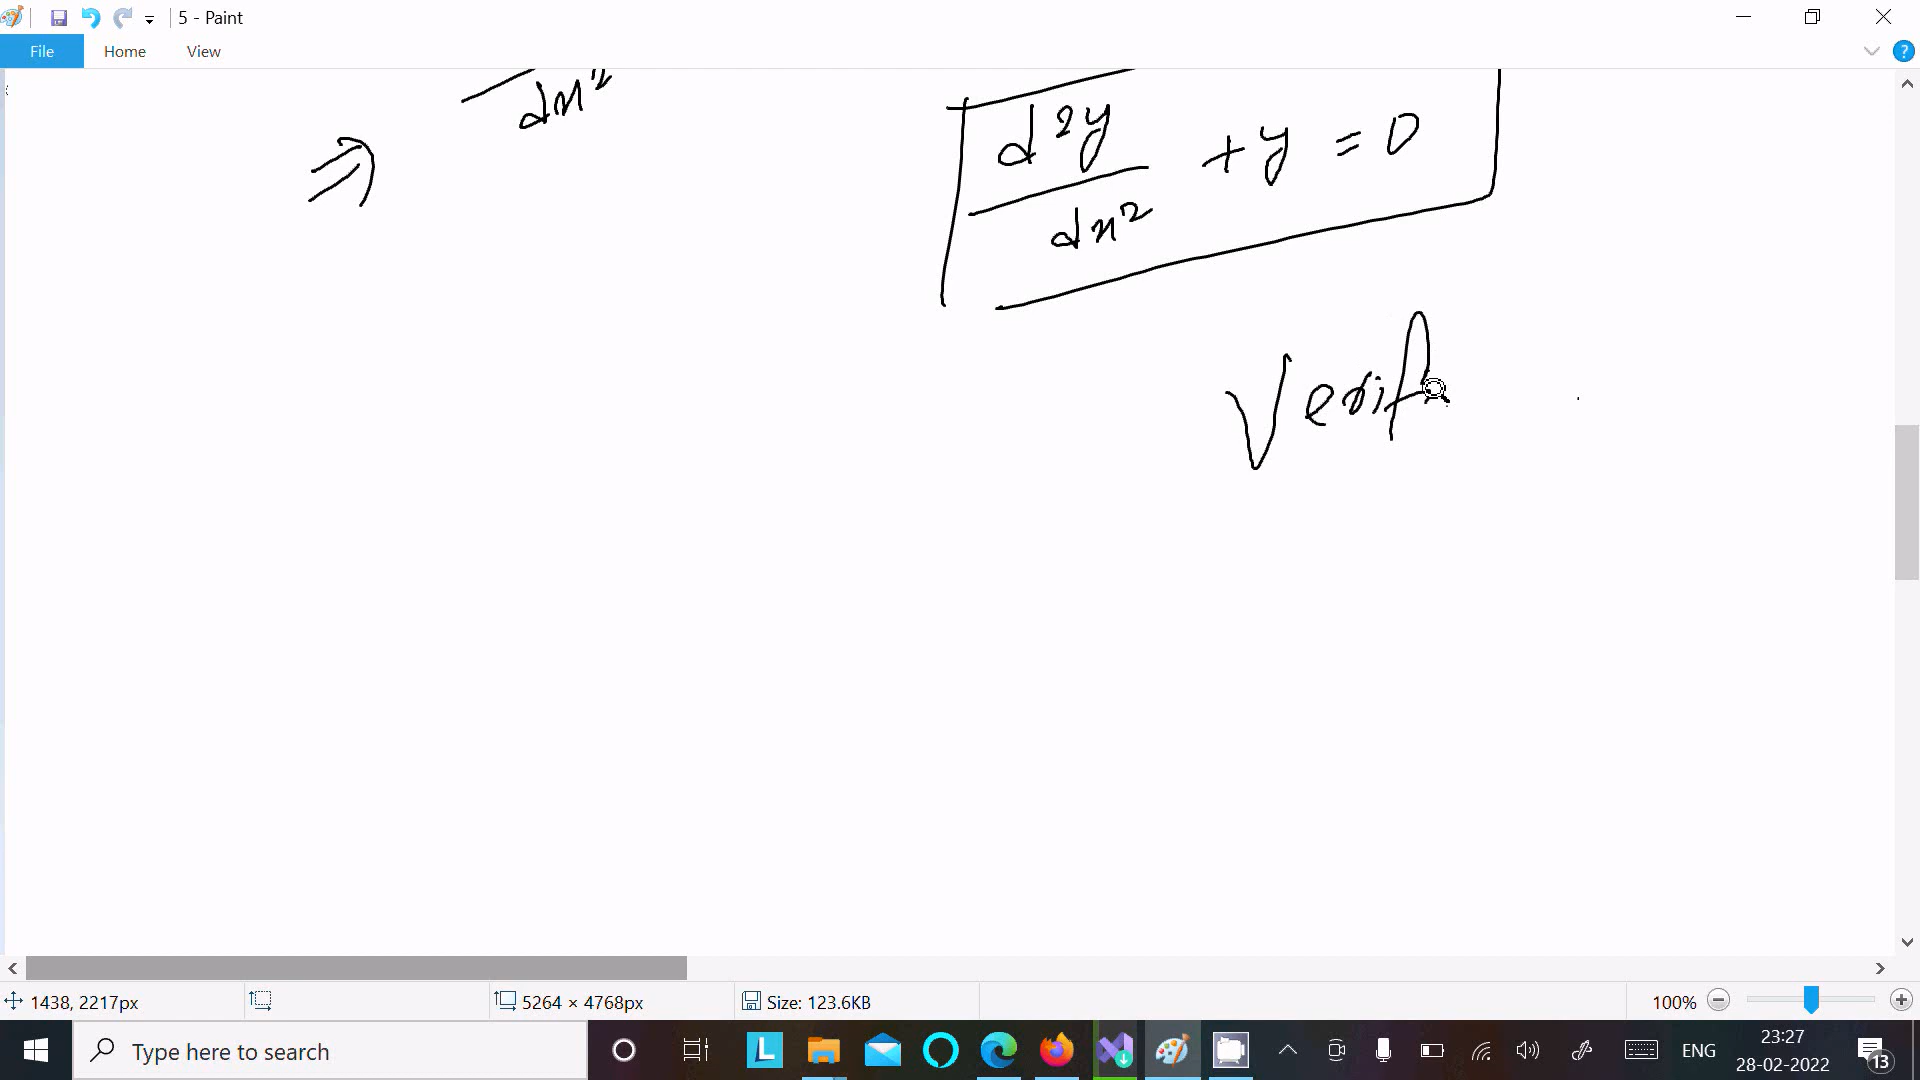 5 - Paint
File Home View
dx²
⇒
d²y
+ y = 0
dx²
Verif
1438, 2217px
5264 × 4768px
Size: 123.6KB
100%
Type here to search
L
ENG
23:27
28-02-2022
13